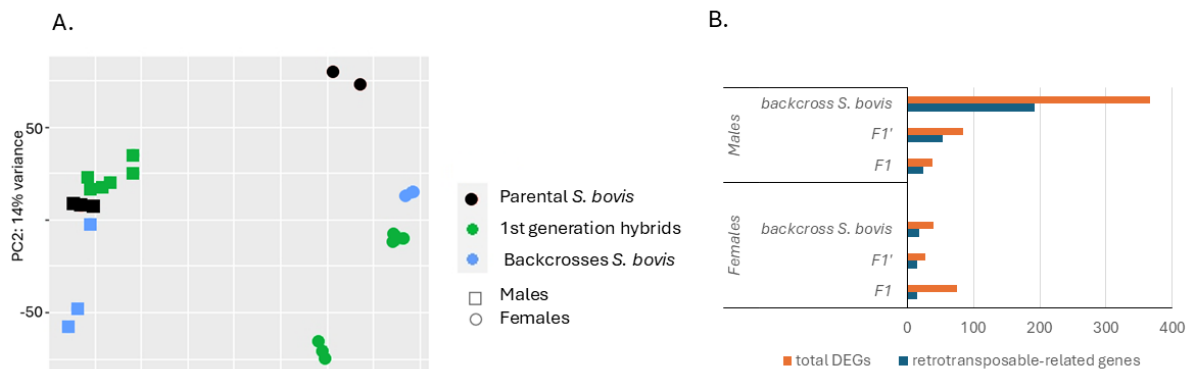 A.
B.
50
-50
PC2: 14% variance
Parental S. bovis
1st generation hybrids
Backcrosses S. bovis
Males
Females
Males
backcross S. bovis
F1'
F1
Females
backcross S. bovis
F1'
F1
0 100 200 300 400
total DEGs retrotransposable-related genes